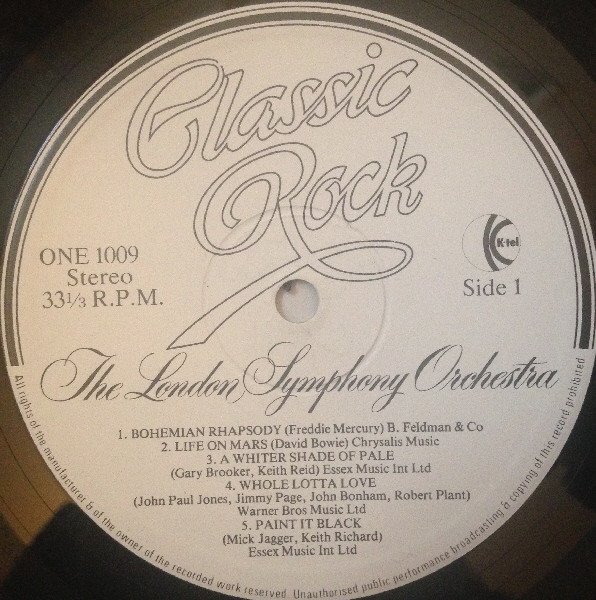 Classic
Rock
ONE 1009
Stereo
33 1/3 R.P.M.
K-tel
Side 1
The London Symphony Orchestra
1. BOHEMIAN RHAPSODY (Freddie Mercury) B. Feldman & Co
2. LIFE ON MARS (David Bowie) Chrysalis Music
3. A WHITER SHADE OF PALE
(Gary Brooker, Keith Reid) Essex Music Int Ltd
4. WHOLE LOTTA LOVE
(John Paul Jones, Jimmy Page, John Bonham, Robert Plant)
Warner Bros Music Ltd
5. PAINT IT BLACK
(Mick Jagger, Keith Richard)
Essex Music Int Ltd
All rights of the manufacturer & of the owner of the recorded work reserved. Unauthorised public performance broadcasting & copying of this record prohibited